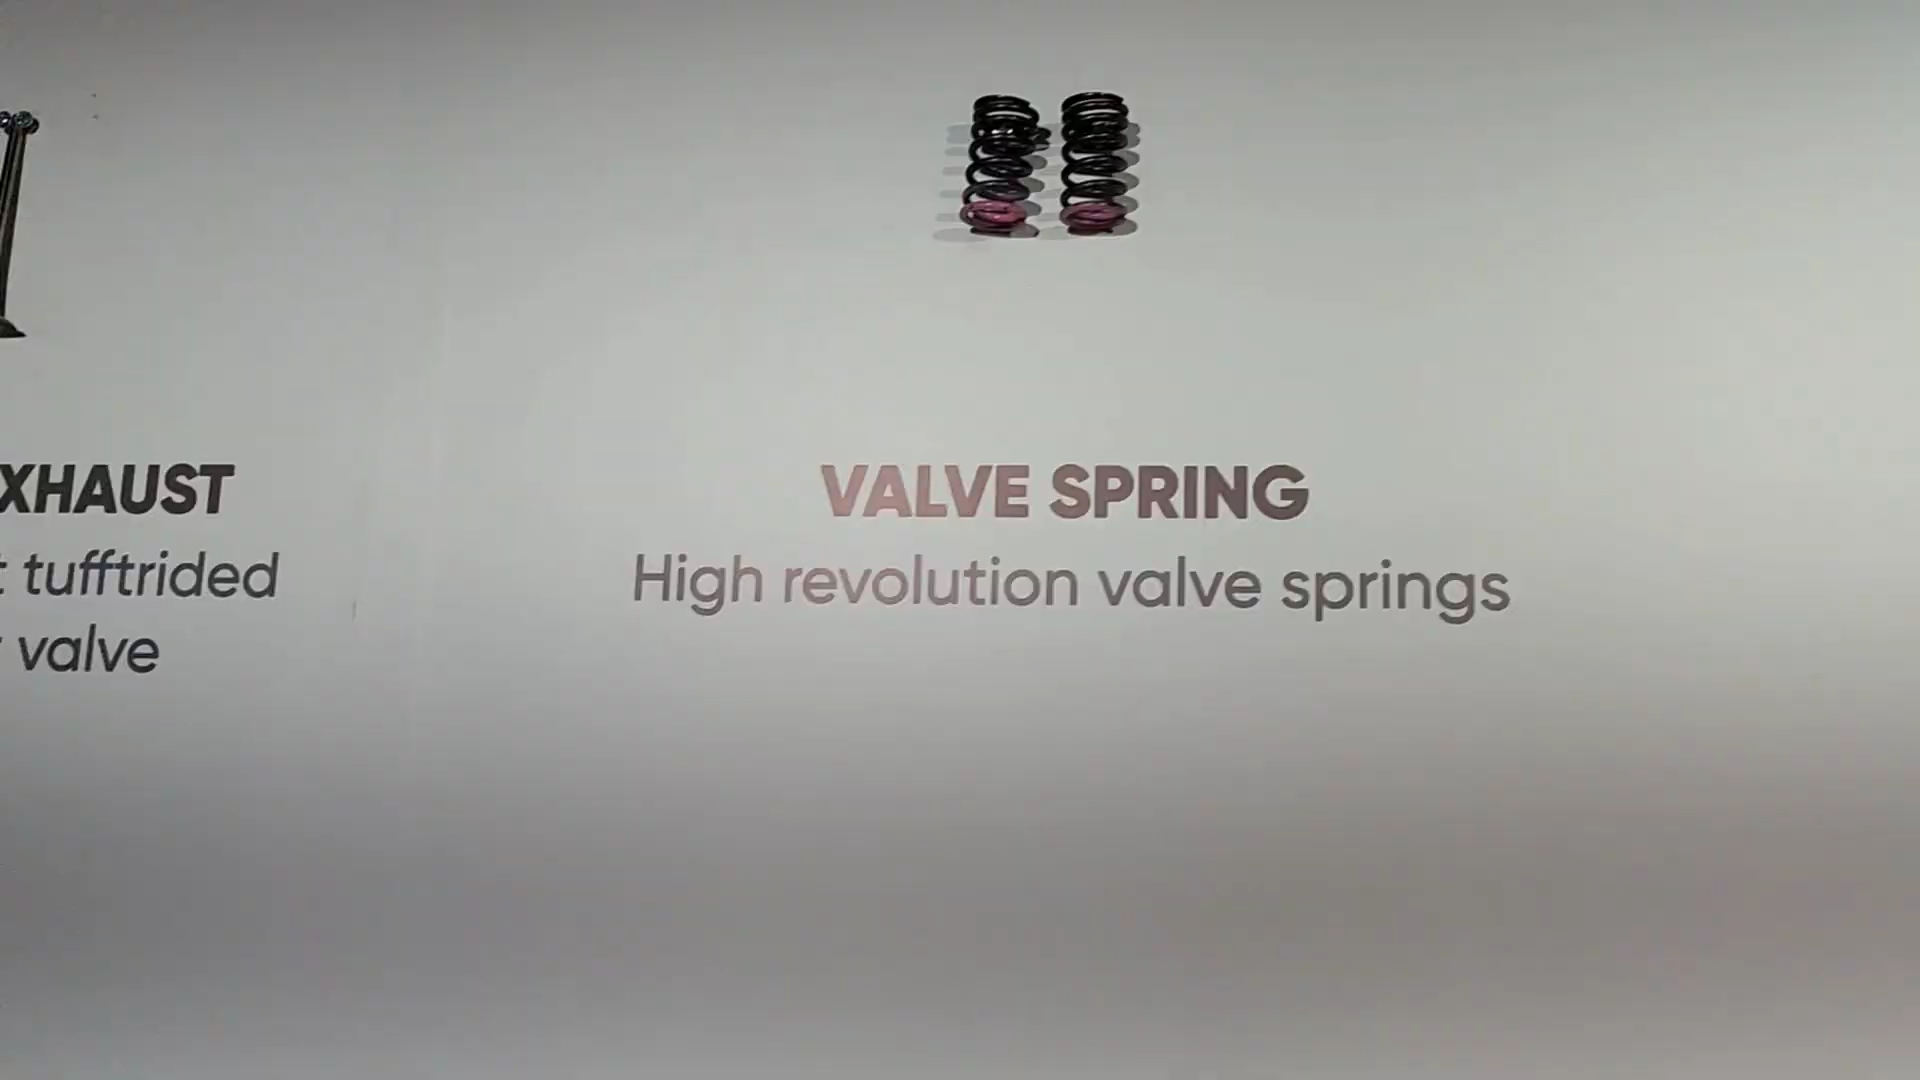 XHAUST
tufftrided
valve
VALVE SPRING
High revolution valve springs